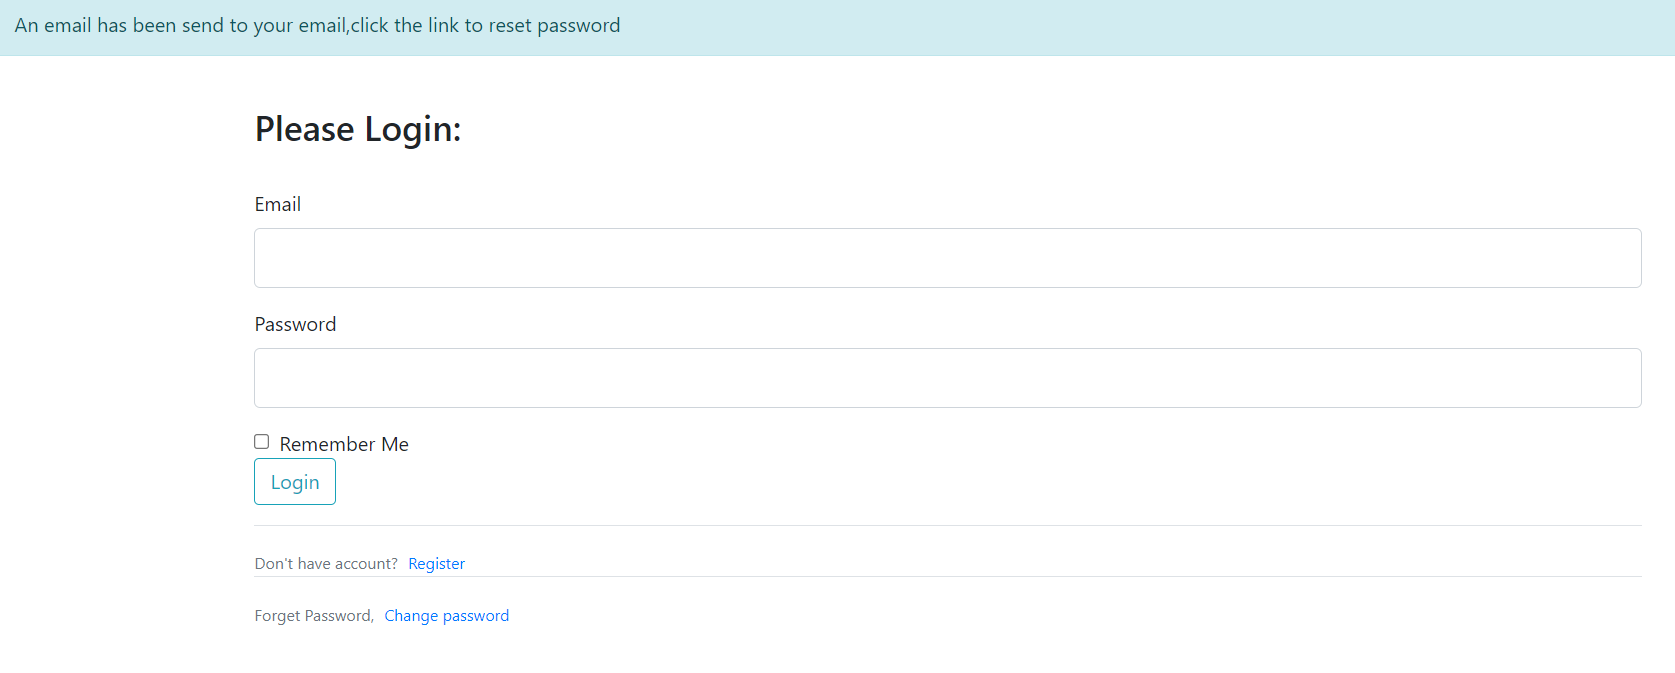 An email has been send to your email,click the link to reset password
Please Login:
Email
Password
Remember Me
Login
Don't have account? Register
Forget Password, Change password